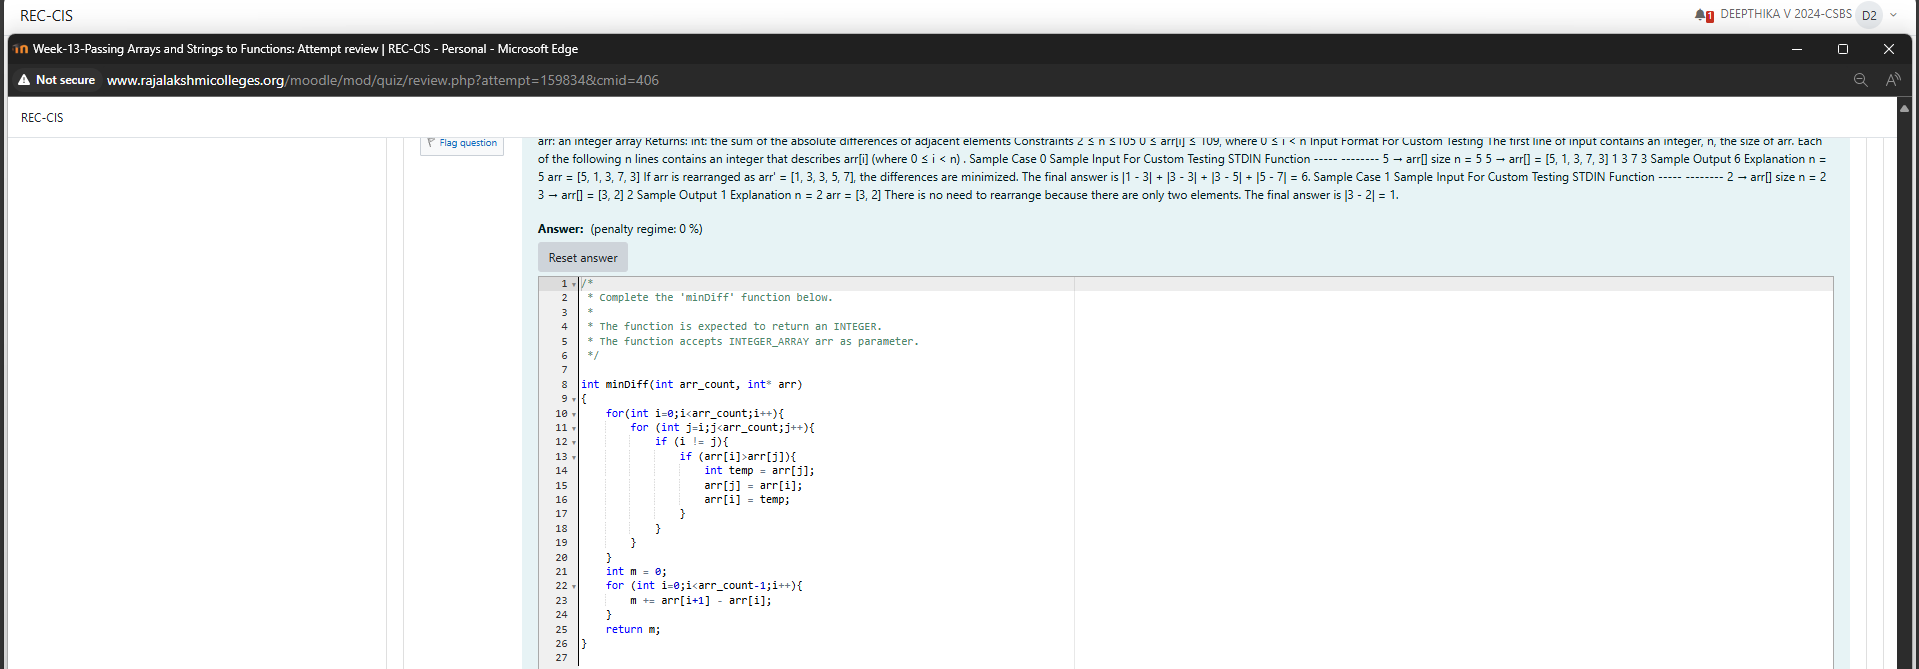 REC-CIS
1 DEEPTHIKA V 2024-CSBS D2
Week-13-Passing Arrays and Strings to Functions: Attempt review | REC-CIS - Personal - Microsoft Edge
Not secure www.rajalakshmicolleges.org/moodle/mod/quiz/review.php?attempt=159834&cmid=406
REC-CIS
Flag question
arr: an integer array Returns: int: the sum of the absolute differences of adjacent elements Constraints 2 ≤ n ≤ 105 0 ≤ arr[i] ≤ 109, where 0 ≤ i < n Input Format For Custom Testing The first line of input contains an integer, n, the size of arr. Each
of the following n lines contains an integer that describes arr[i] (where 0 ≤ i < n) . Sample Case 0 Sample Input For Custom Testing STDIN Function ----- -------- 5 → arr[] size n = 5 5 → arr[] = [5, 1, 3, 7, 3] 1 3 7 3 Sample Output 6 Explanation n =
5 arr = [5, 1, 3, 7, 3] If arr is rearranged as arr' = [1, 3, 3, 5, 7], the differences are minimized. The final answer is |1 - 3| + |3 - 3| + |3 - 5| + |5 - 7| = 6. Sample Case 1 Sample Input For Custom Testing STDIN Function ----- -------- 2 → arr[] size n = 2
3 → arr[] = [3, 2] 2 Sample Output 1 Explanation n = 2 arr = [3, 2] There is no need to rearrange because there are only two elements. The final answer is |3 - 2| = 1.
Answer: (penalty regime: 0 %)
Reset answer
1 /*
2 * Complete the 'minDiff' function below.
3 *
4 * The function is expected to return an INTEGER.
5 * The function accepts INTEGER_ARRAY arr as parameter.
6 */
7
8 int minDiff(int arr_count, int* arr)
9 {
10 for(int i=0;i<arr_count;i++){
11 for (int j=i;j<arr_count;j++){
12 if (i != j){
13 if (arr[i]>arr[j]){
14 int temp = arr[j];
15 arr[j] = arr[i];
16 arr[i] = temp;
17 }
18 }
19 }
20 }
21 int m = 0;
22 for (int i=0;i<arr_count-1;i++){
23 m += arr[i+1] - arr[i];
24 }
25 return m;
26 }
27